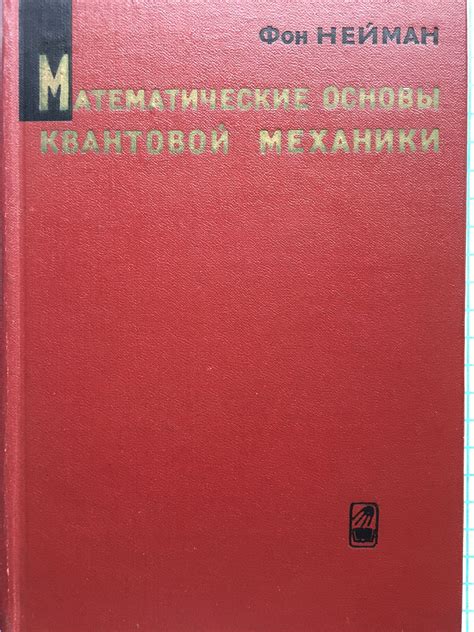 Фон НЕЙМАН
МАТЕМАТИЧЕСКИЕ ОСНОВЫ
КВАНТОВОЙ МЕХАНИКИ